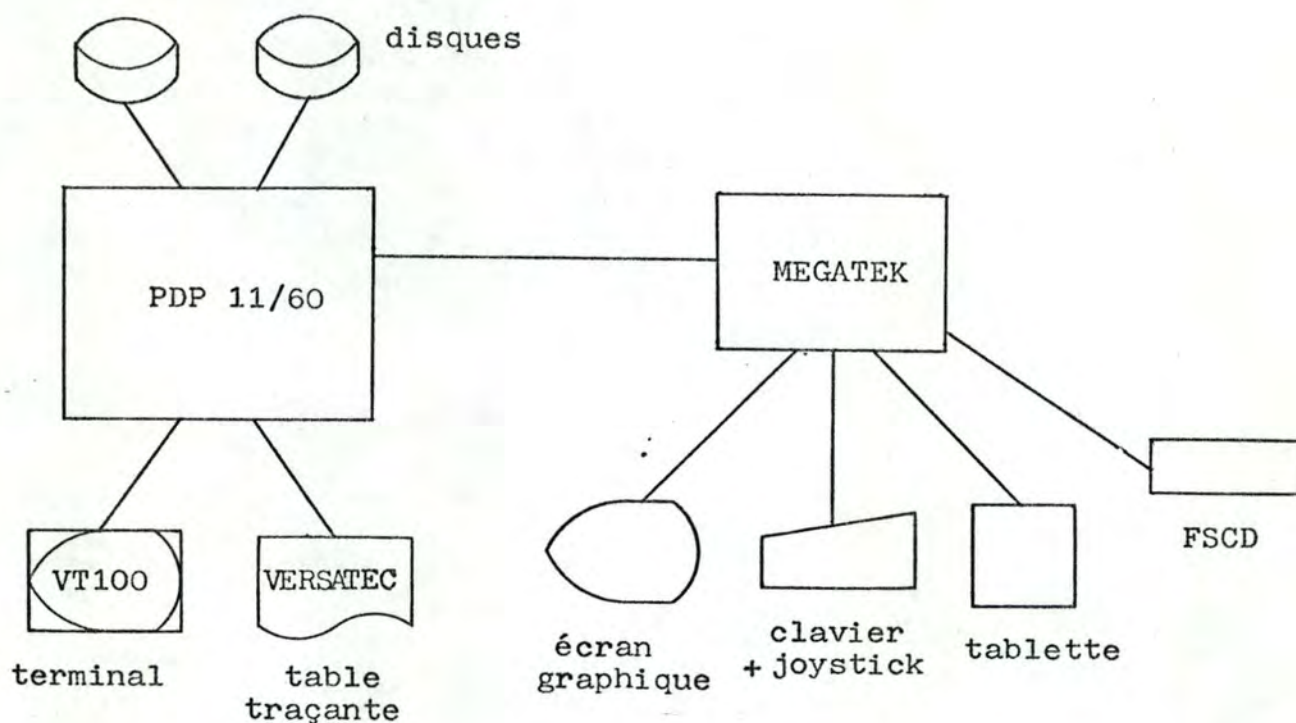 disques
PDP 11/60
MEGATEK
VT100
VERSATEC
FSCD
terminal
table
traçante
écran
graphique
clavier
+ joystick
tablette